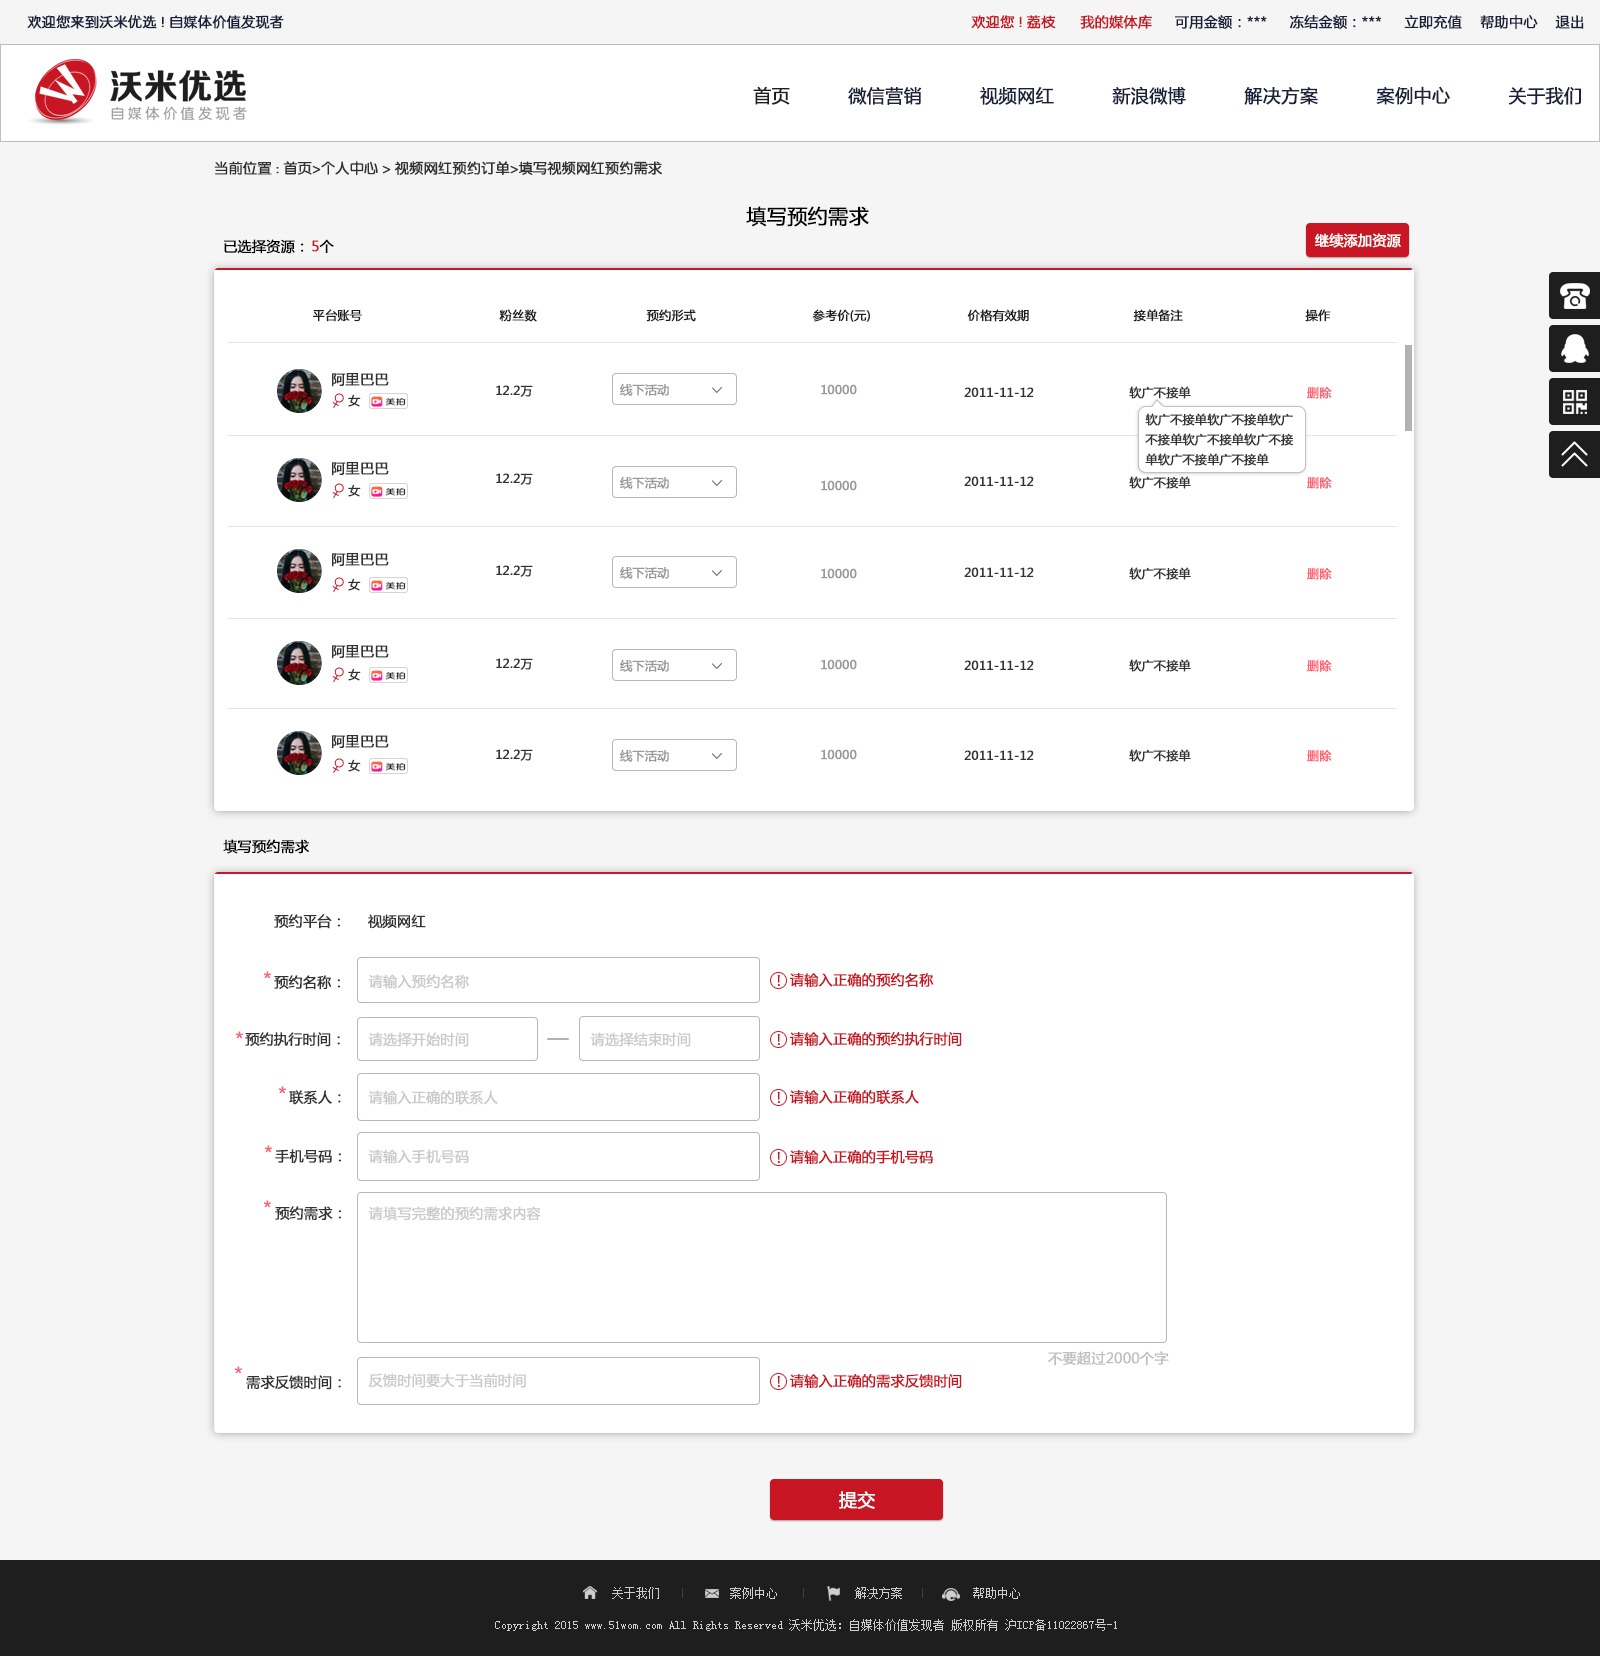 欢迎您来到沃米优选 ! 自媒体价值发现者
欢迎您 ! 荔枝 我的媒体库 可用金额：*** 冻结金额：*** 立即充值 帮助中心 退出
沃米优选
自媒体价值发现者
首页 微信营销 视频网红 新浪微博 解决方案 案例中心 关于我们
当前位置 : 首页>个人中心 > 视频网红预约订单>填写视频网红预约需求
填写预约需求
已选择资源：5个
继续添加资源
平台账号 粉丝数 预约形式 参考价(元) 价格有效期 接单备注 操作
阿里巴巴
女 美拍 12.2万 线下活动 10000 2011-11-12 软广不接单 删除
软广不接单软广不接单软广
不接单软广不接单软广不接
单软广不接单广不接单
阿里巴巴
女 美拍 12.2万 线下活动 10000 2011-11-12 软广不接单 删除
阿里巴巴
女 美拍 12.2万 线下活动 10000 2011-11-12 软广不接单 删除
阿里巴巴
女 美拍 12.2万 线下活动 10000 2011-11-12 软广不接单 删除
阿里巴巴
女 美拍 12.2万 线下活动 10000 2011-11-12 软广不接单 删除
填写预约需求
预约平台： 视频网红
*预约名称： 请输入预约名称 请输入正确的预约名称
*预约执行时间： 请选择开始时间 — 请选择结束时间 请输入正确的预约执行时间
*联系人： 请输入正确的联系人 请输入正确的联系人
*手机号码： 请输入手机号码 请输入正确的手机号码
*预约需求： 请填写完整的预约需求内容
不要超过2000个字
*需求反馈时间： 反馈时间要大于当前时间 请输入正确的需求反馈时间
提交
关于我们 案例中心 解决方案 帮助中心
Copyright 2015 www.51wom.com All Rights Reserved 沃米优选：自媒体价值发现者 版权所有 沪ICP备11022867号-1